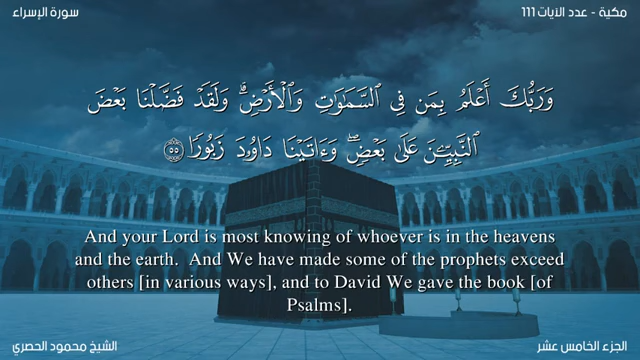 سورة الإسراء
مكية - عدد الآيات 111
وَرَبُّكَ أَعْلَمُ بِمَن فِي ٱلسَّمَٰوَٰتِ وَٱلْأَرْضِ ۗ وَلَقَدْ فَضَّلْنَا بَعْضَ
ٱلنَّبِيِّـۧنَ عَلَىٰ بَعْضٍ ۖ وَءَاتَيْنَا دَاوُۥدَ زَبُورًا ٥٥
And your Lord is most knowing of whoever is in the heavens
and the earth. And We have made some of the prophets exceed
others [in various ways], and to David We gave the book [of
Psalms].
الشيخ محمود الحصري
الجزء الخامس عشر